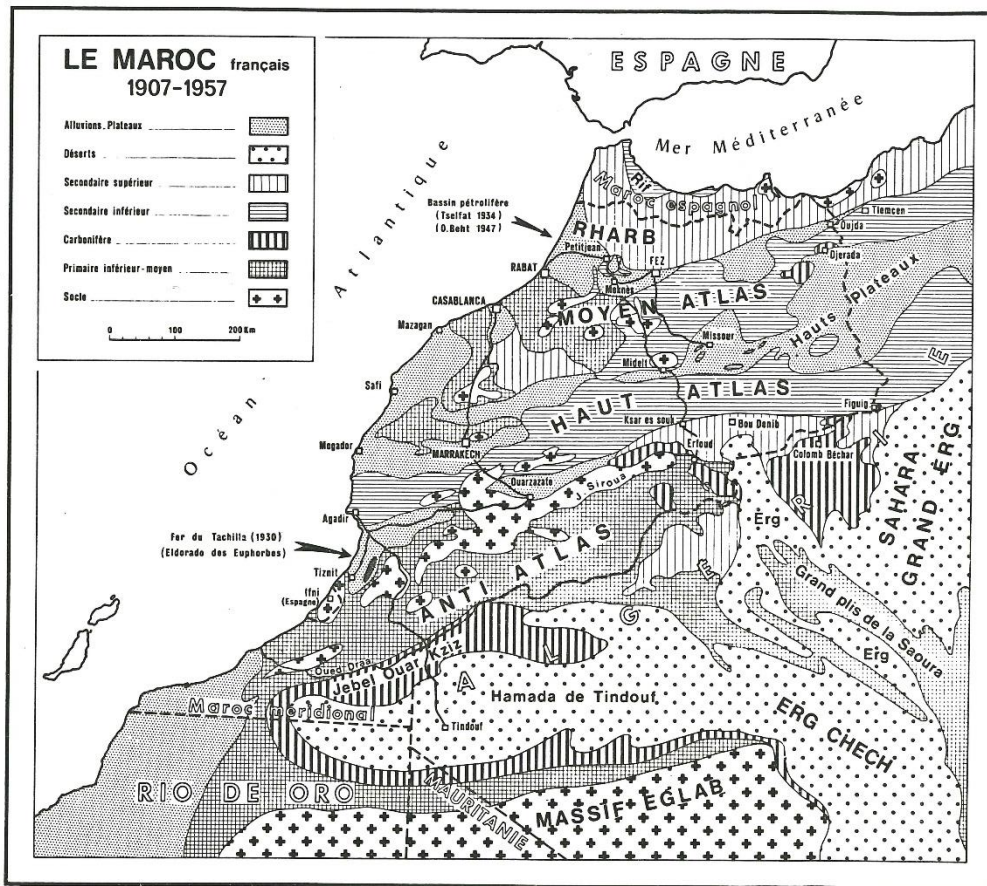 LE MAROC français
1907-1957
Alluvions. Plateaux
Déserts
Secondaire supérieur
Secondaire inférieur
Carbonifère
Primaire inférieur-moyen
Socle
0 100 200 Km
ESPAGNE
Mer Méditerranée
Océan Atlantique
Rif
Maroc espagnol
Bassin pétrolifère
(Tselfat 1934)
(O.Beht 1947)
RHARB
Petitjean
Tlemcen
Oujda
Djerada
RABAT
FEZ
Meknès
CASABLANCA
MOYEN ATLAS
Hauts Plateaux
Mazagan
Missour
Midelt
Safi
HAUT ATLAS
Figuig
Ksar es souk
Bou Denib
Mogador
MARRAKECH
Erfoud
Colomb Béchar
Ouarzazate
J. Siroua
SAHARA
GRAND ERG
Erg
Agadir
Fer du Tachilla (1930)
(Eldorado des Euphorbes)
Tiznit
Ifni
(Espagne)
ANTI ATLAS
Grand plis de la Saoura
Erg
ALGERIE
Oued Draa
Jebel Ouar Kziz
Maroc méridional
Hamada de Tindouf
Tindouf
ERG CHECH
RIO DE ORO
MAURITANIE
MASSIF EGLAB